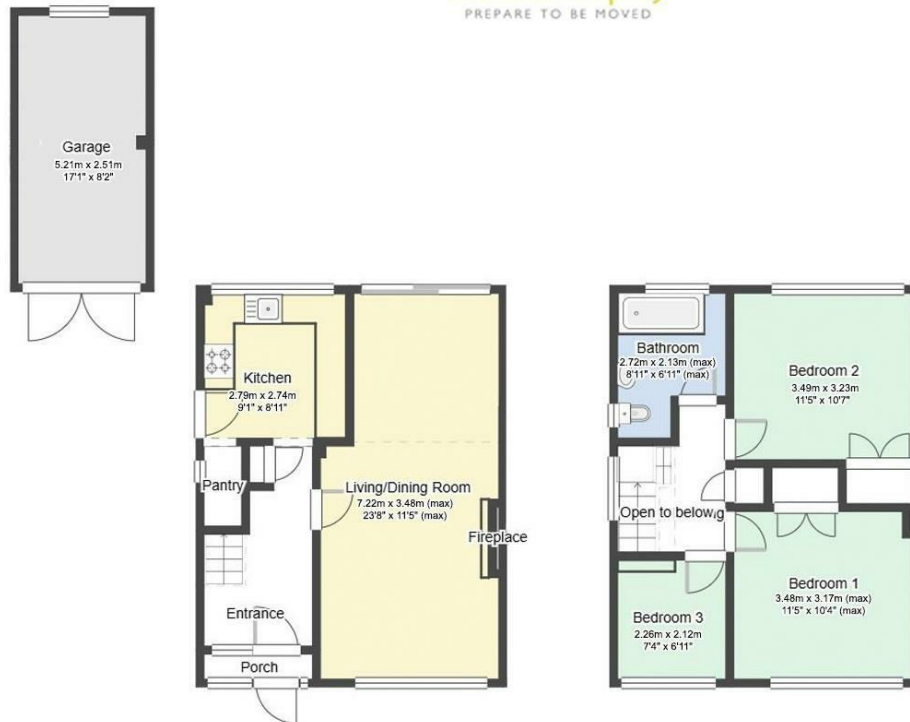 PREPARE TO BE MOVED
Garage
5.21m x 2.51m
17'1" x 8'2"
Kitchen
2.79m x 2.74m
9'1" x 8'11"
Pantry
Living/Dining Room
7.22m x 3.48m (max)
23'8" x 11'5" (max)
Fireplace
Entrance
Porch
Bathroom
2.72m x 2.13m (max)
8'11" x 6'11" (max)
Bedroom 2
3.49m x 3.23m
11'5" x 10'7"
Open to below
Bedroom 1
3.48m x 3.17m (max)
11'5" x 10'4" (max)
Bedroom 3
2.26m x 2.12m
7'4" x 6'11"